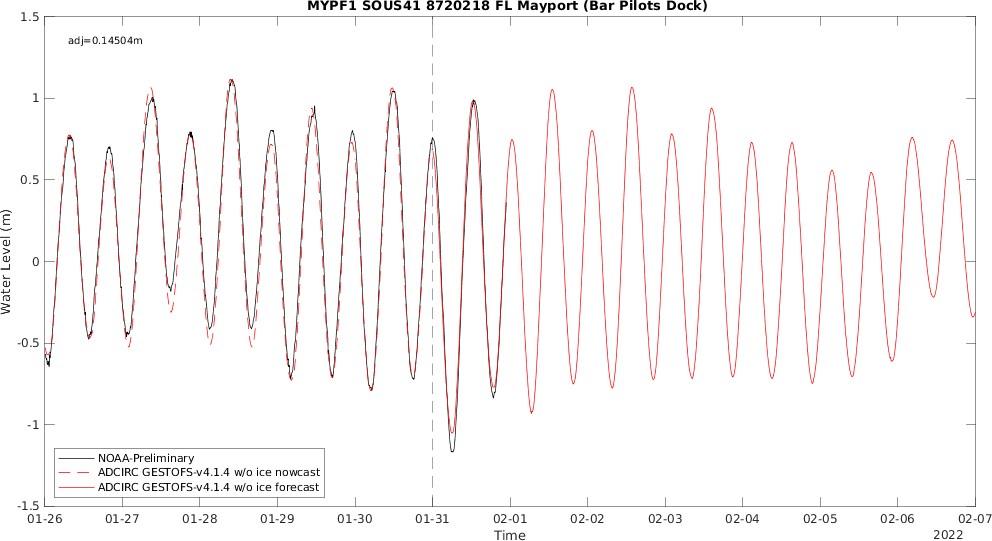 MYPF1 SOUS41 8720218 FL Mayport (Bar Pilots Dock)
1.5
adj=0.14504m
1
0.5
0
-0.5
-1
-1.5
Water Level (m)
NOAA-Preliminary
ADCIRC GESTOFS-v4.1.4 w/o ice nowcast
ADCIRC GESTOFS-v4.1.4 w/o ice forecast
01-26 01-27 01-28 01-29 01-30 01-31 02-01 02-02 02-03 02-04 02-05 02-06 02-07
Time
2022